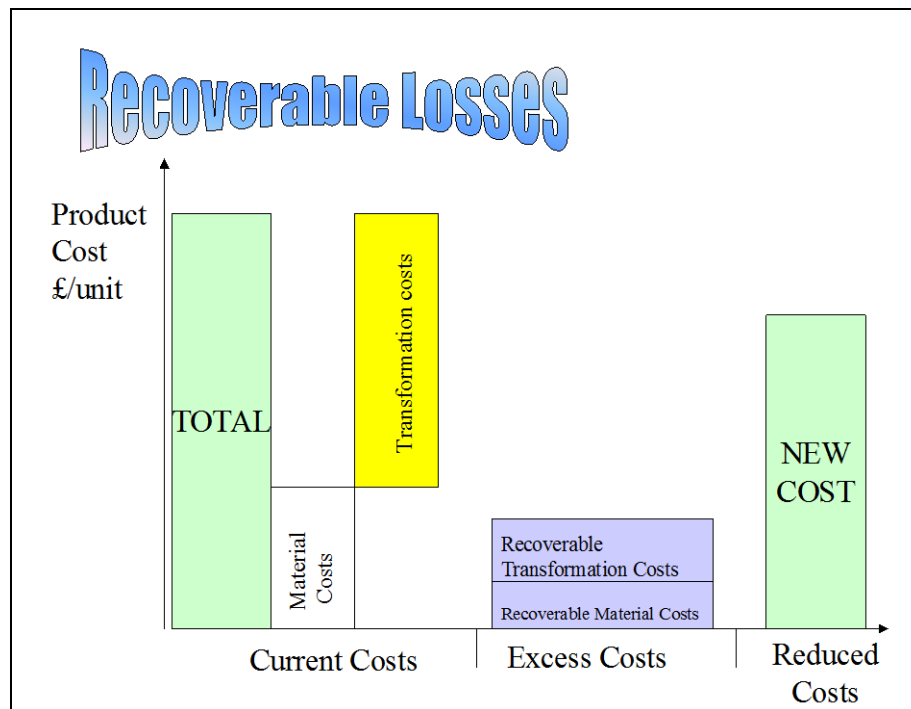 Recoverable Losses
Product
Cost
£/unit
TOTAL
Material
Costs
Transformation costs
Recoverable
Transformation Costs
Recoverable Material Costs
NEW
COST
Current Costs
Excess Costs
Reduced
Costs